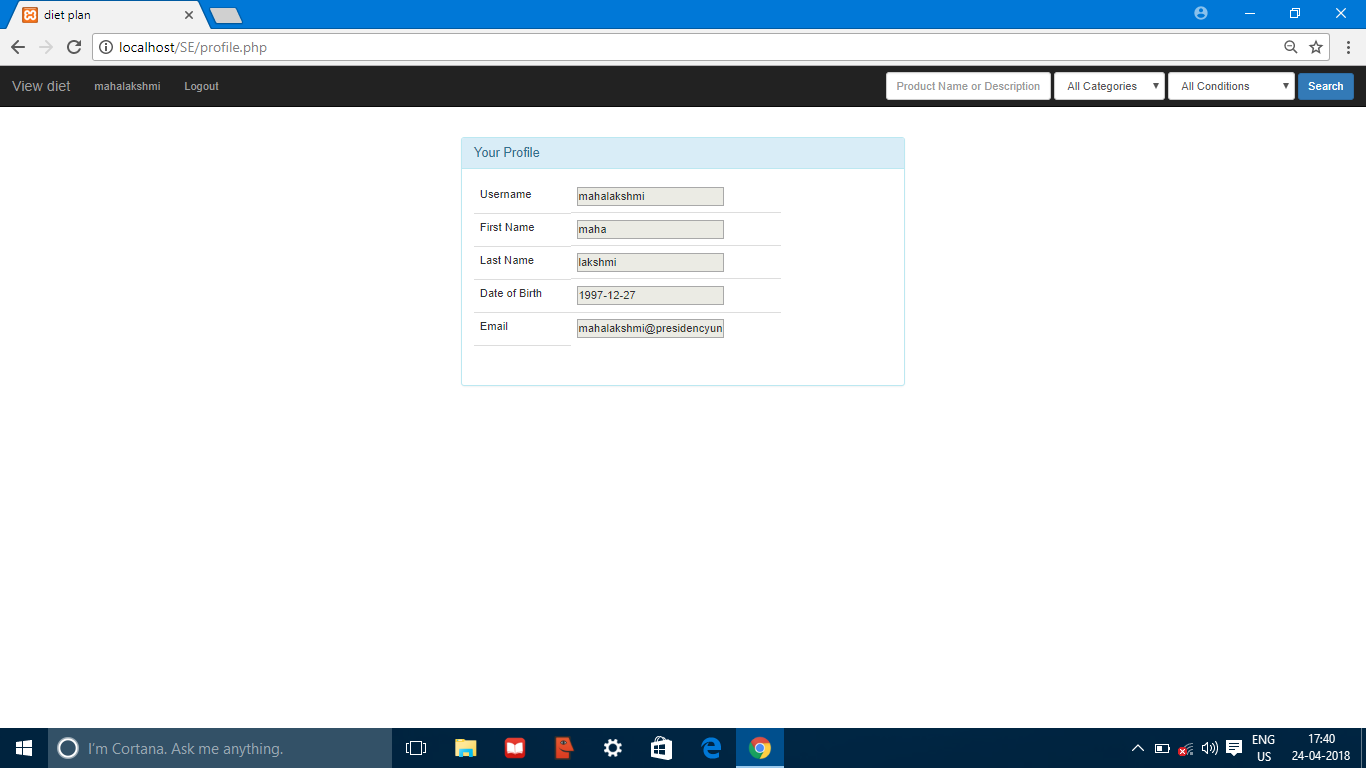 diet plan
localhost/SE/profile.php
View diet mahalakshmi Logout Product Name or Description All Categories All Conditions Search
Your Profile
Username mahalakshmi
First Name maha
Last Name lakshmi
Date of Birth 1997-12-27
Email mahalakshmi@presidencyun
I'm Cortana. Ask me anything.
ENG 17:40
US 24-04-2018